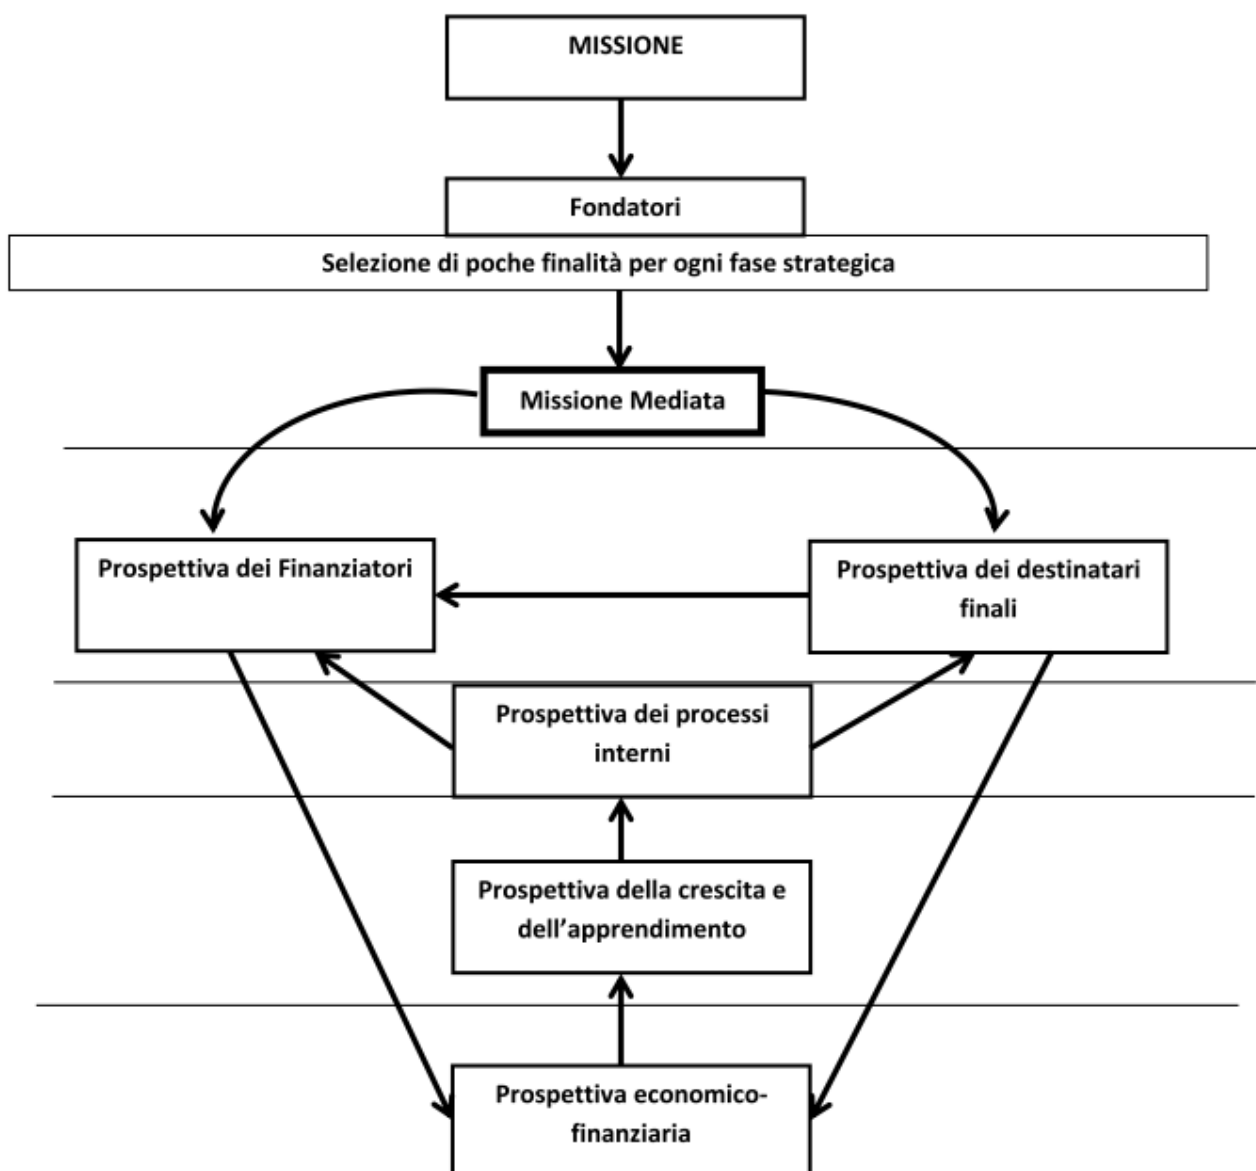 MISSIONE
Fondatori
Selezione di poche finalità per ogni fase strategica
Missione Mediata
Prospettiva dei Finanziatori
Prospettiva dei destinatari
finali
Prospettiva dei processi
interni
Prospettiva della crescita e
dell’apprendimento
Prospettiva economico-
finanziaria